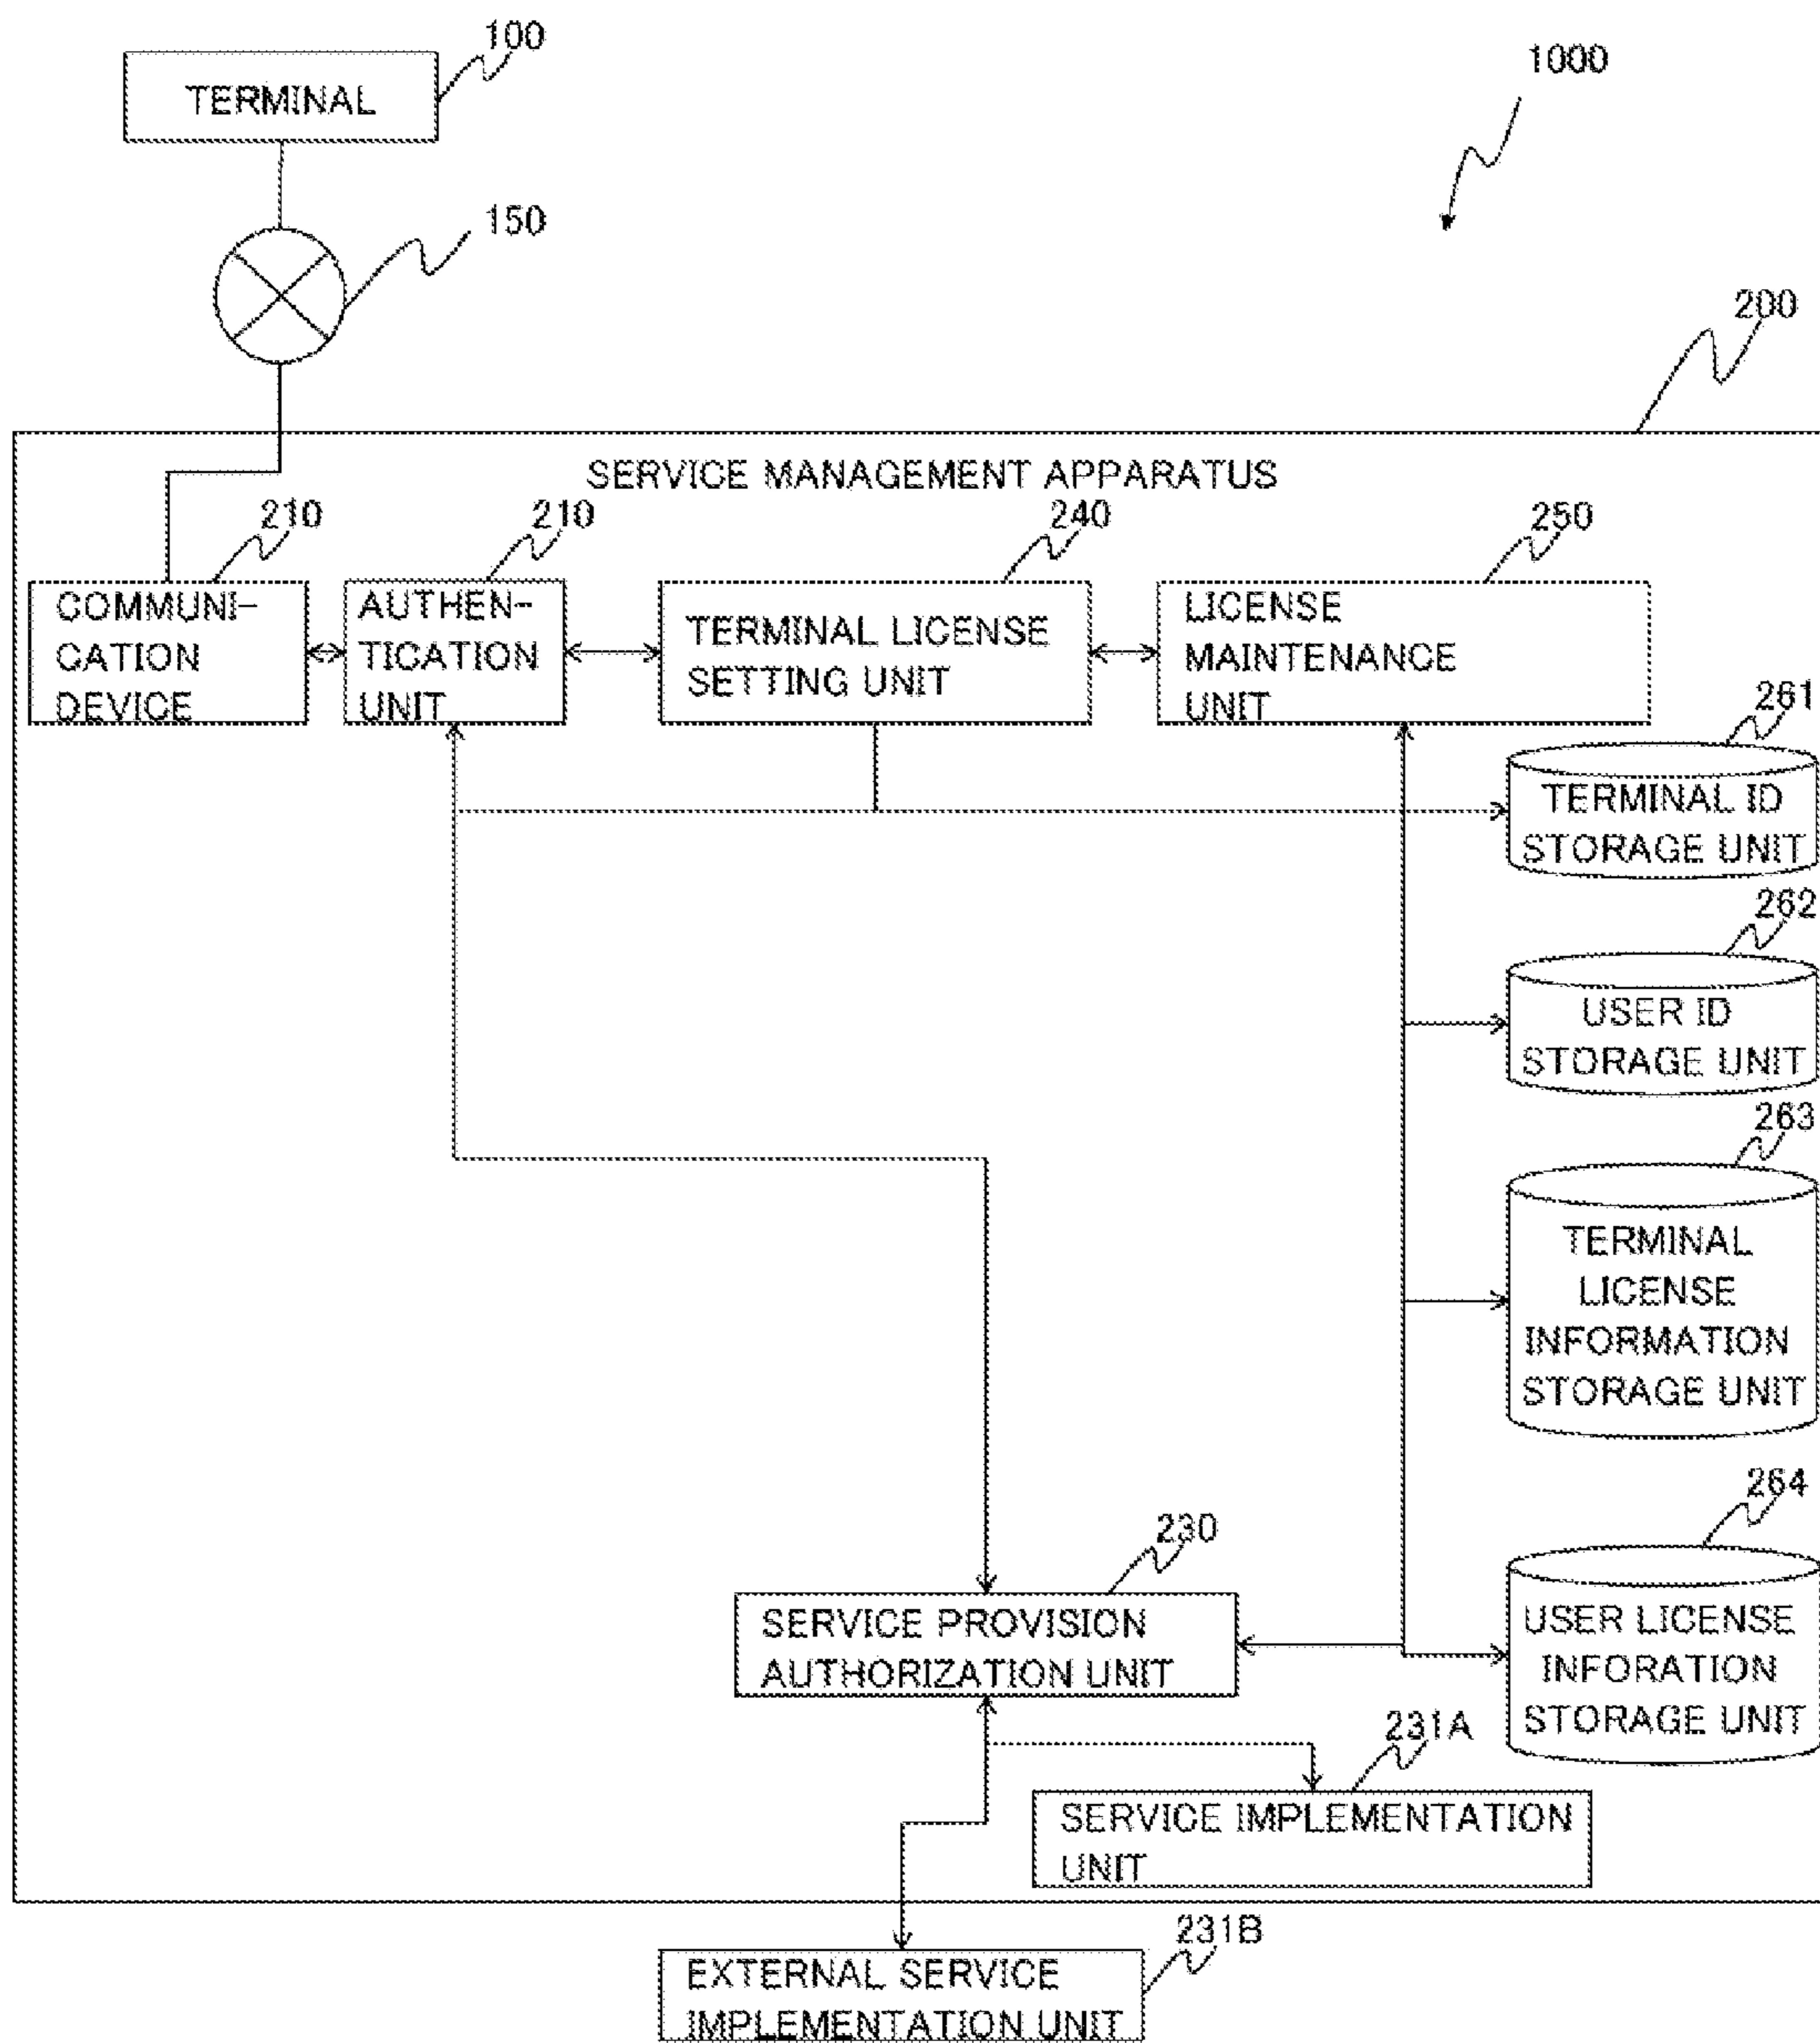 100
TERMINAL
1000
150
200
SERVICE MANAGEMENT APPARATUS
210
210
240
250
COMMUNI-
CATION
DEVICE
AUTHEN-
TICATION
UNIT
TERMINAL LICENSE
SETTING UNIT
LICENSE
MAINTENANCE
UNIT
261
TERMINAL ID
STORAGE UNIT
262
USER ID
STORAGE UNIT
263
TERMINAL
LICENSE
INFORMATION
STORAGE UNIT
264
USER LICENSE
INFORATION
STORAGE UNIT
230
SERVICE PROVISION
AUTHORIZATION UNIT
231A
SERVICE IMPLEMENTATION
UNIT
231B
EXTERNAL SERVICE
IMPLEMENTATION UNIT